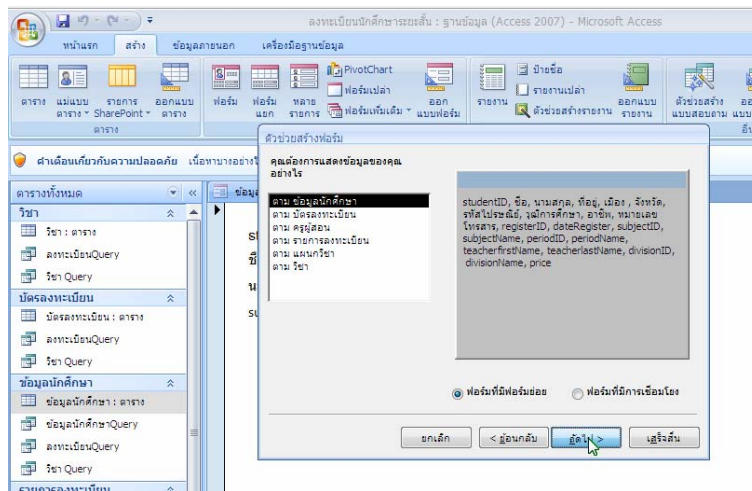 ลงทะเบียนนักศึกษาระยะสั้น : ฐานข้อมูล (Access 2007) - Microsoft Access
หน้าแรก สร้าง ข้อมูลภายนอก เครื่องมือฐานข้อมูล
ตาราง แม่แบบตาราง รายการ SharePoint ออกแบบตาราง ฟอร์ม ฟอร์มแยก หลายรายการ PivotChart ฟอร์มเปล่า ฟอร์มเพิ่มเติม ออกแบบฟอร์ม รายงาน ป้ายชื่อ รายงานเปล่า ตัวช่วยสร้างรายงาน ออกแบบรายงาน ตัวช่วยสร้างแบบสอบถาม
ตาราง
คำเตือนเกี่ยวกับความปลอดภัย เนื้อหาบางอย่าง
ตารางทั้งหมด
วิชา
วิชา : ตาราง
ลงทะเบียนQuery
วิชา Query
บัตรลงทะเบียน
บัตรลงทะเบียน : ตาราง
ลงทะเบียนQuery
วิชา Query
ข้อมูลนักศึกษา
ข้อมูลนักศึกษา : ตาราง
ข้อมูลนักศึกษาQuery
ลงทะเบียนQuery
วิชา Query
รายการลงทะเบียน
ตัวช่วยสร้างฟอร์ม
คุณต้องการแสดงข้อมูลของคุณ
อย่างไร
ตาม ข้อมูลนักศึกษา
ตาม บัตรลงทะเบียน
ตาม ครูผู้สอน
ตาม รายการลงทะเบียน
ตาม แผนกวิชา
ตาม วิชา
studentID, ชื่อ, นามสกุล, ที่อยู่, เมือง , จังหวัด,
รหัสไปรษณีย์, วุฒิการศึกษา, อาชีพ, หมายเลข
โทรสาร, registerID, dateRegister, subjectID,
subjectName, periodID, periodName,
teacherfirstName, teacherlastName, divisionID,
divisionName, price
ฟอร์มที่มีฟอร์มย่อย ฟอร์มที่มีการเชื่อมโยง
ยกเลิก < ย้อนกลับ ถัดไป > เสร็จสิ้น